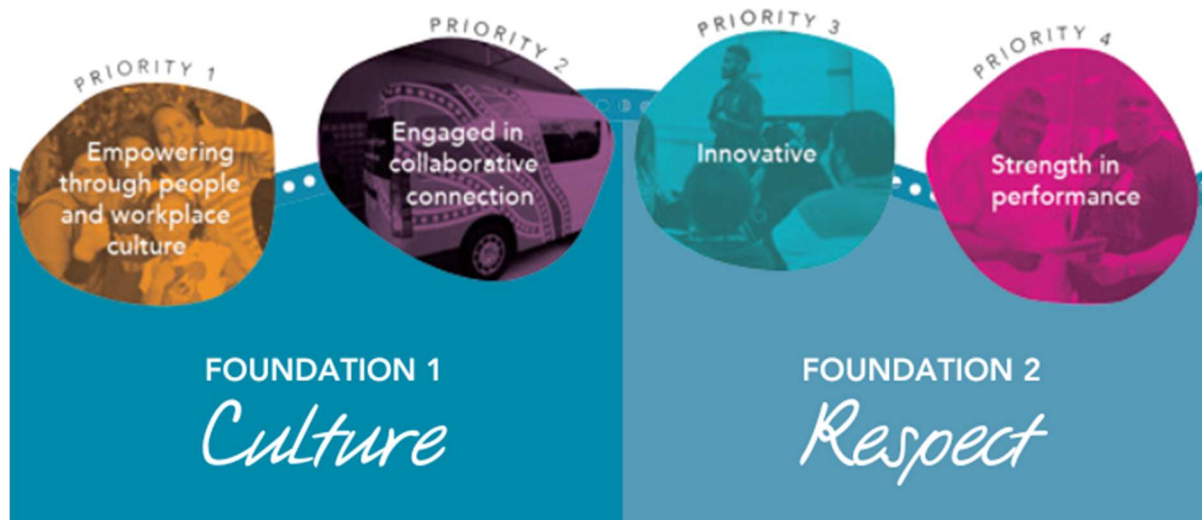 PRIORITY 1
Empowering
through people
and workplace
culture
PRIORITY 2
Engaged in
collaborative
connection
PRIORITY 3
Innovative
PRIORITY 4
Strength in
performance
FOUNDATION 1
Culture
FOUNDATION 2
Respect